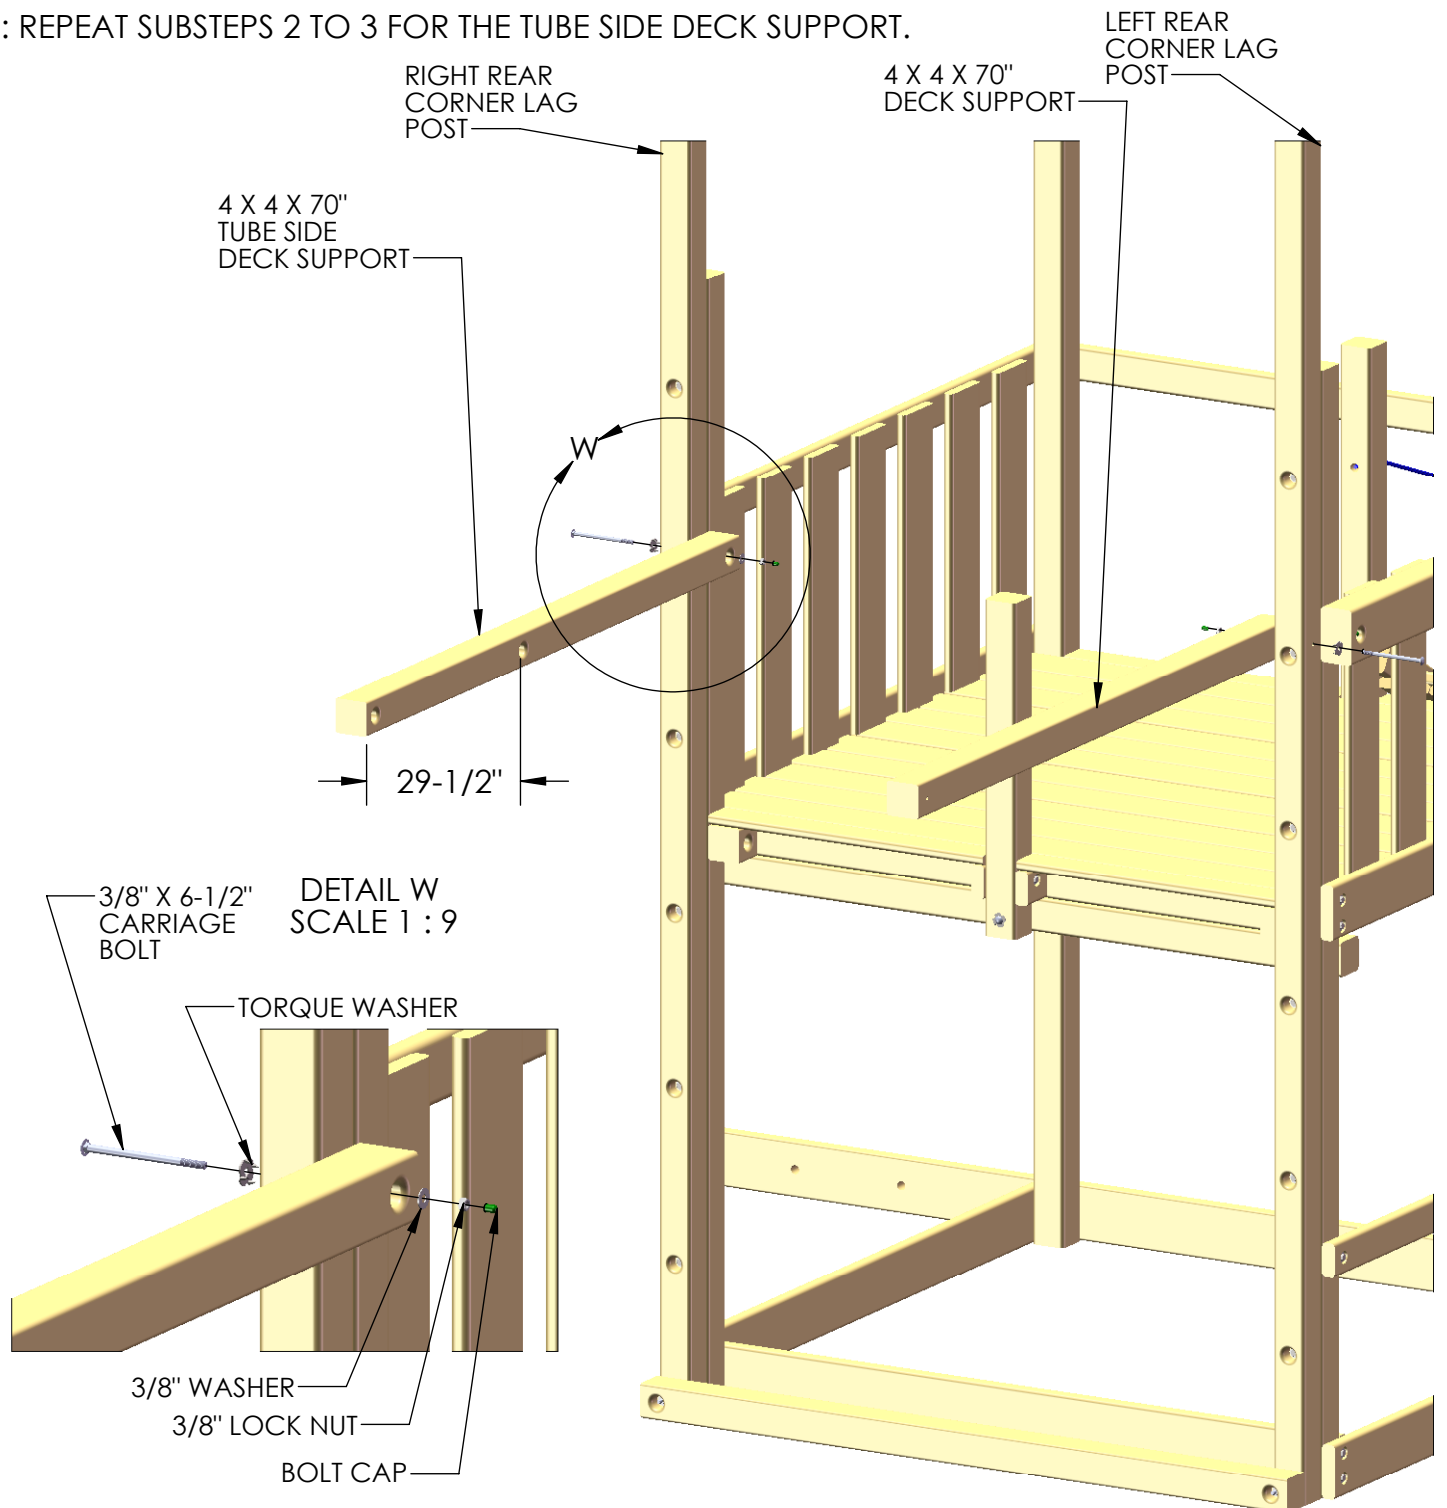 : REPEAT SUBSTEPS 2 TO 3 FOR THE TUBE SIDE DECK SUPPORT.
LEFT REAR
CORNER LAG
POST
RIGHT REAR
CORNER LAG
POST
4 X 4 X 70"
DECK SUPPORT
4 X 4 X 70"
TUBE SIDE
DECK SUPPORT
W
29-1/2"
DETAIL W
SCALE 1 : 9
3/8" X 6-1/2"
CARRIAGE
BOLT
TORQUE WASHER
3/8" WASHER
3/8" LOCK NUT
BOLT CAP